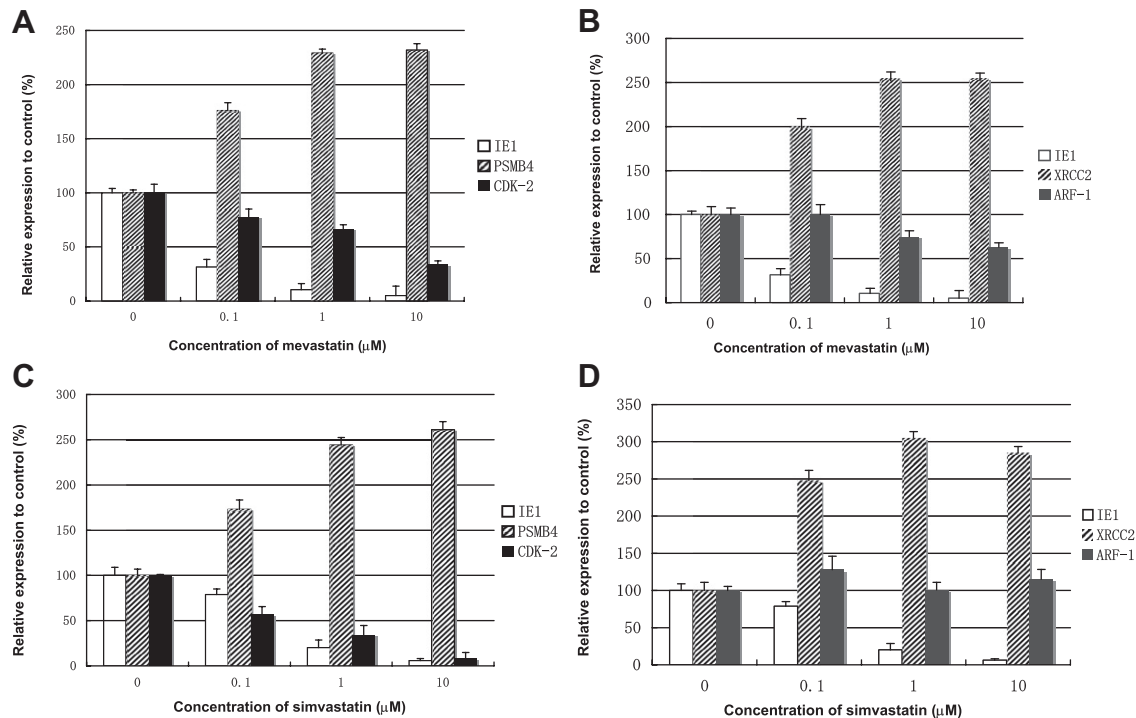 A
Relative expression to control (%)
250
200
150
100
50
0
0
0.1
1
10
Concentration of mevastatin (μM)
IE1
PSMB4
CDK-2
B
Relative expression to control (%)
300
250
200
150
100
50
0
0
0.1
1
10
Concentration of mevastatin (μM)
IE1
XRCC2
ARF-1
C
Relative expression to control (%)
300
250
200
150
100
50
0
0
0.1
1
10
Concentration of simvastatin (μM)
IE1
PSMB4
CDK-2
D
Relative expression to control (%)
350
300
250
200
150
100
50
0
0
0.1
1
10
Concentration of simvastatin (μM)
IE1
XRCC2
ARF-1